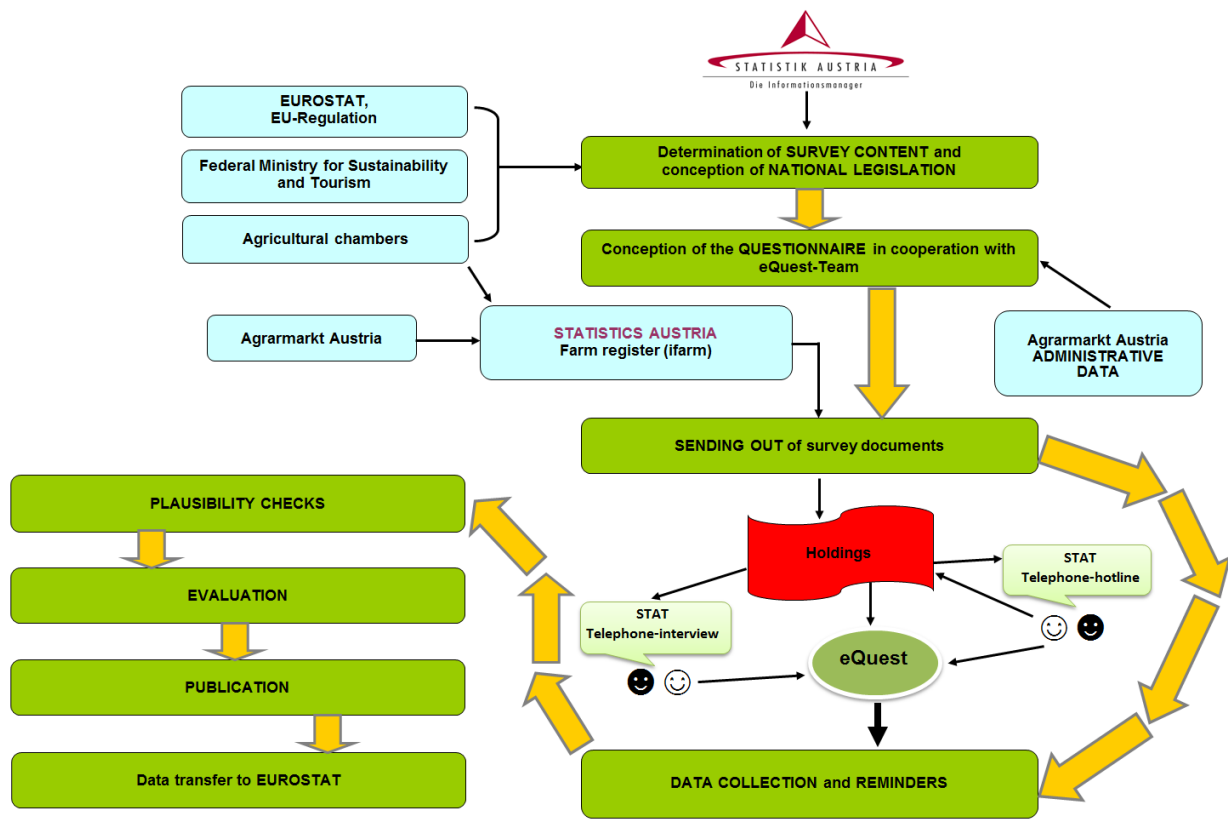 STATISTIK AUSTRIA
Die Informationsmanager
EUROSTAT,
EU-Regulation
Determination of SURVEY CONTENT and
conception of NATIONAL LEGISLATION
Federal Ministry for Sustainability
and Tourism
Agricultural chambers
Conception of the QUESTIONNAIRE in cooperation with
eQuest-Team
Agrarmarkt Austria
STATISTICS AUSTRIA
Farm register (ifarm)
Agrarmarkt Austria
ADMINISTRATIVE
DATA
SENDING OUT of survey documents
PLAUSIBILITY CHECKS
Holdings
STAT
Telephone-hotline
EVALUATION
STAT
Telephone-interview
eQuest
PUBLICATION
Data transfer to EUROSTAT
DATA COLLECTION and REMINDERS